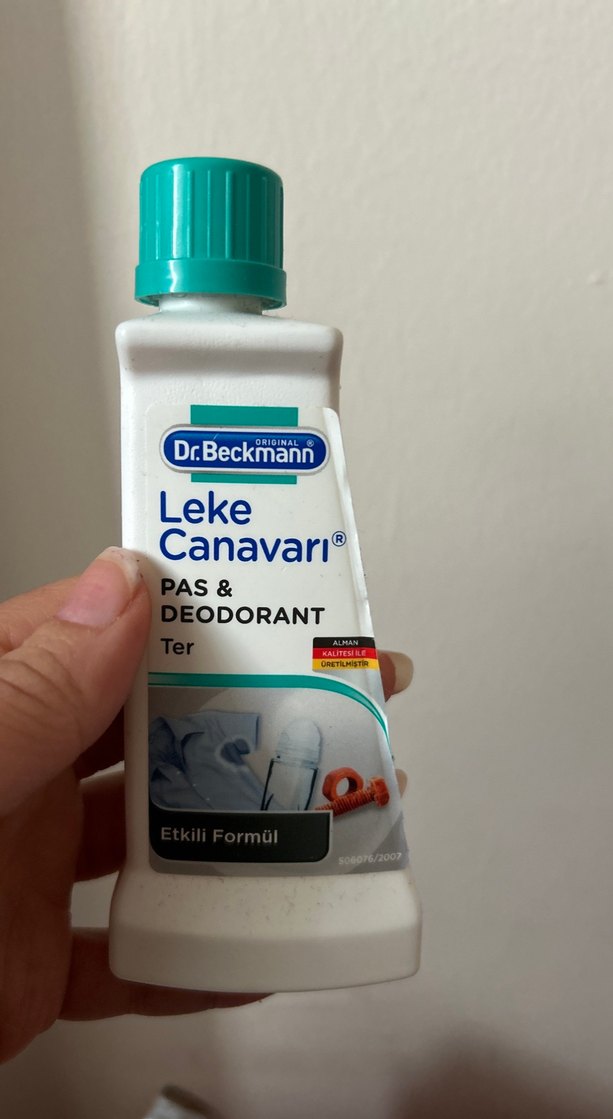 ORIGINAL ®
Dr.Beckmann
Leke
Canavarı®
PAS &
DEODORANT
Ter
ALMAN
KALİTESİ İLE
ÜRETİLMİŞTİR
Etkili Formül
S06076/2007